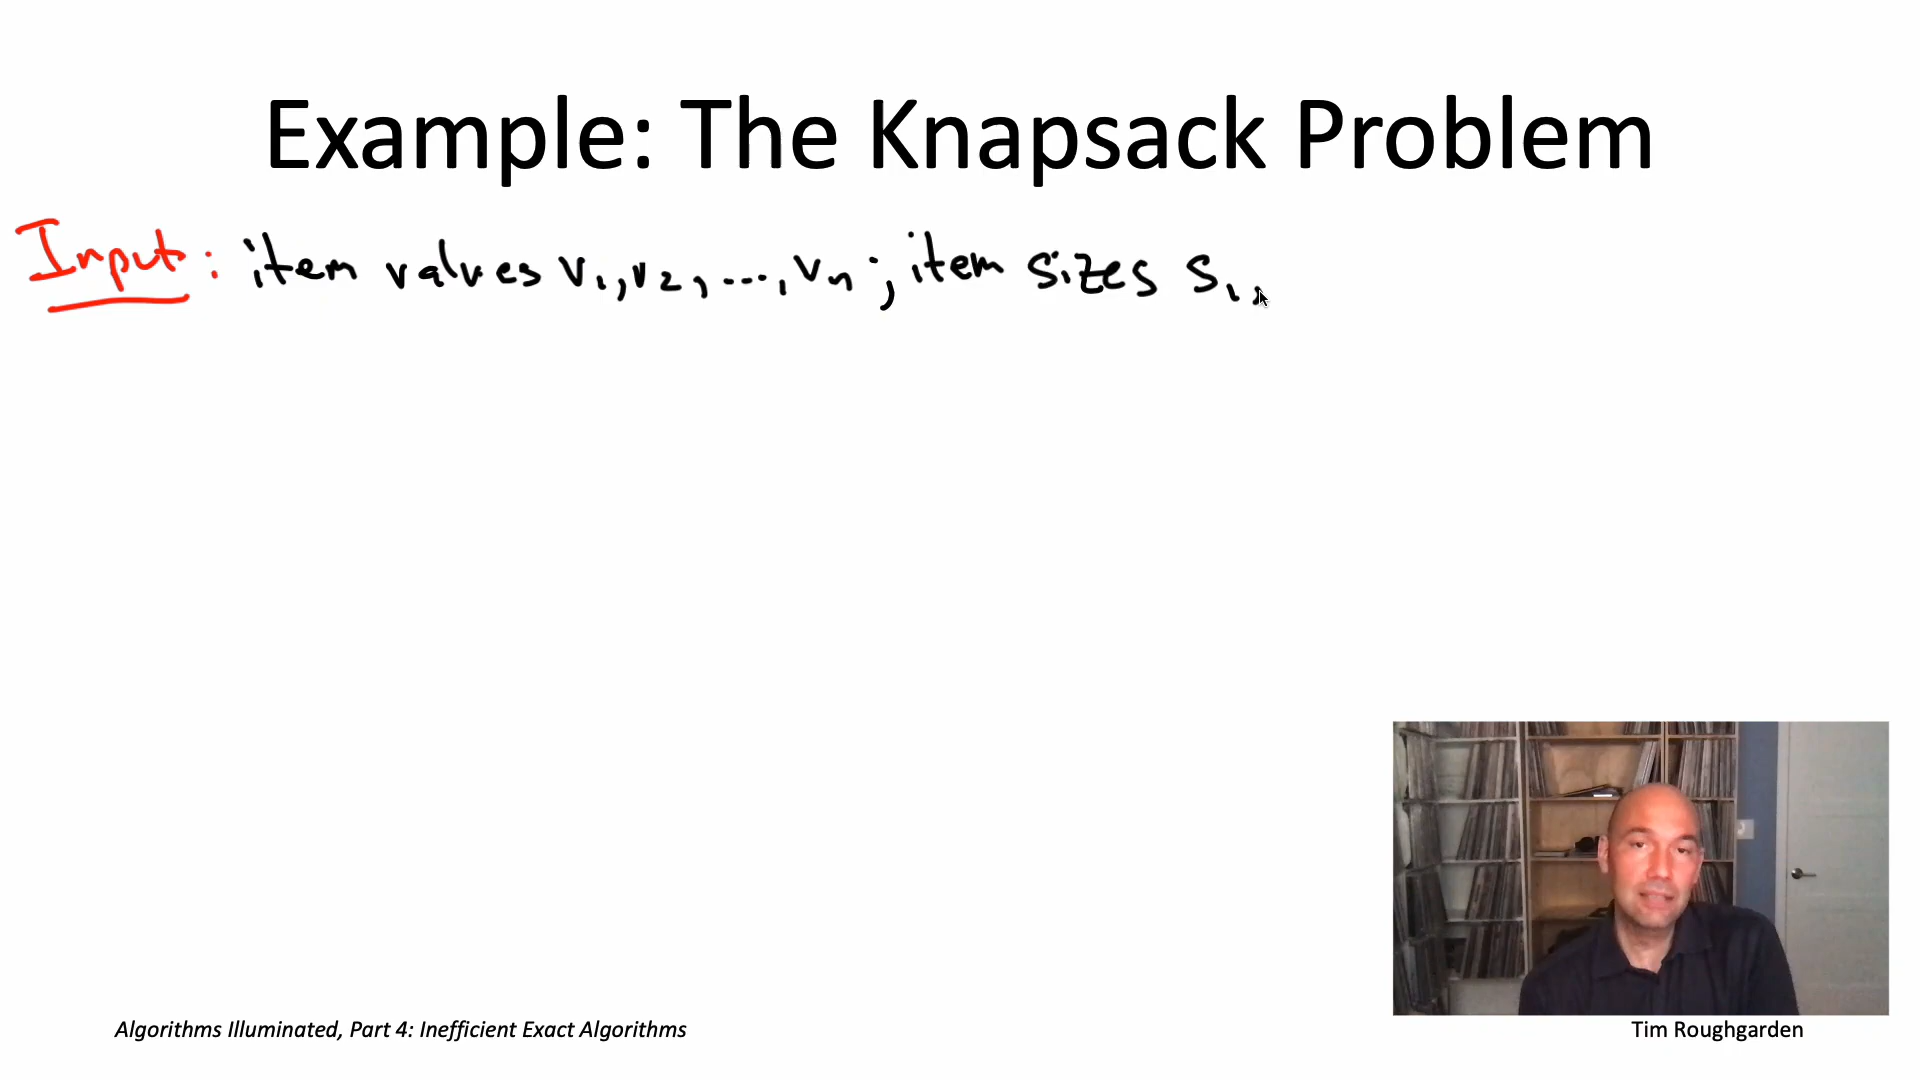 Example: The Knapsack Problem
Input: item values v₁, v₂, ..., vₙ; item sizes s₁,
Algorithms Illuminated, Part 4: Inefficient Exact Algorithms
Tim Roughgarden